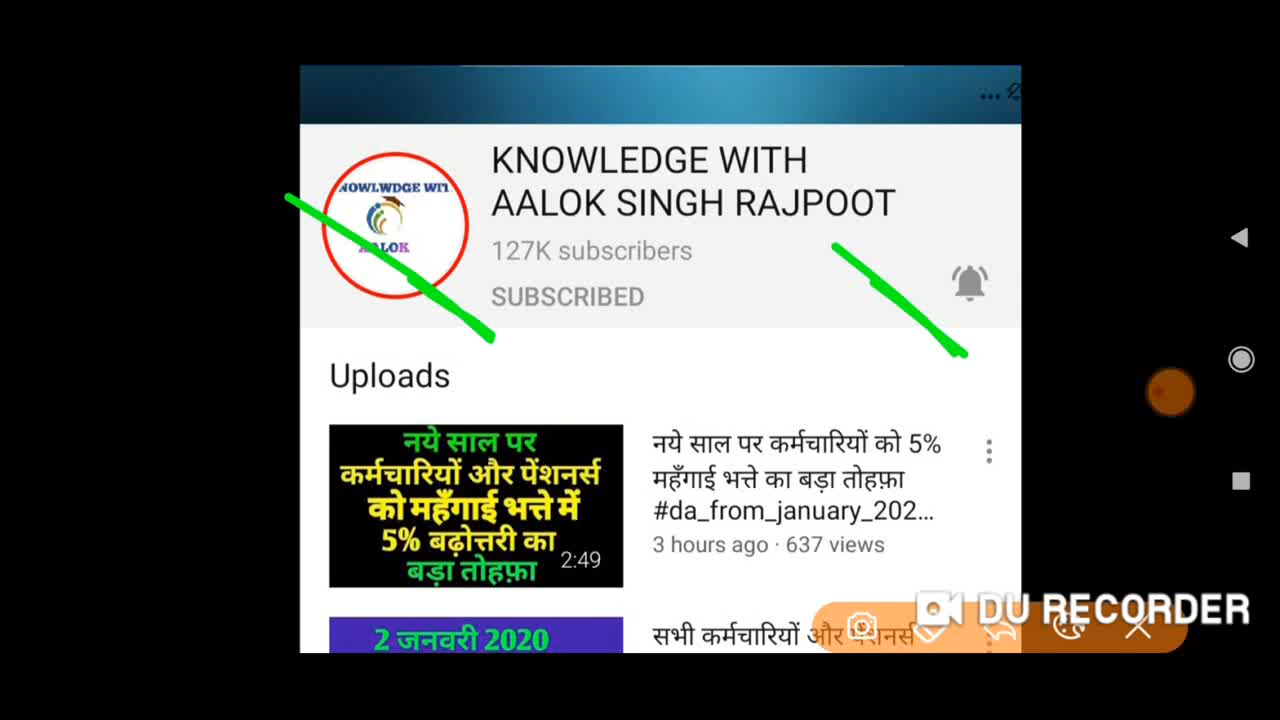 KNOWLEDGE WITH
AALOK SINGH RAJPOOT
NOWLWDGE WIT
AALOK
127K subscribers
SUBSCRIBED
Uploads
नये साल पर
कर्मचारियों और पेंशनर्स
को महँगाई भत्ते में
5% बढ़ोत्तरी का
बड़ा तोहफ़ा
2:49
नये साल पर कर्मचारियों को 5%
महँगाई भत्ते का बड़ा तोहफ़ा
#da_from_january_202...
3 hours ago · 637 views
2 जनवरी 2020
सभी कर्मचारियों और पेंशनर्स
DU RECORDER